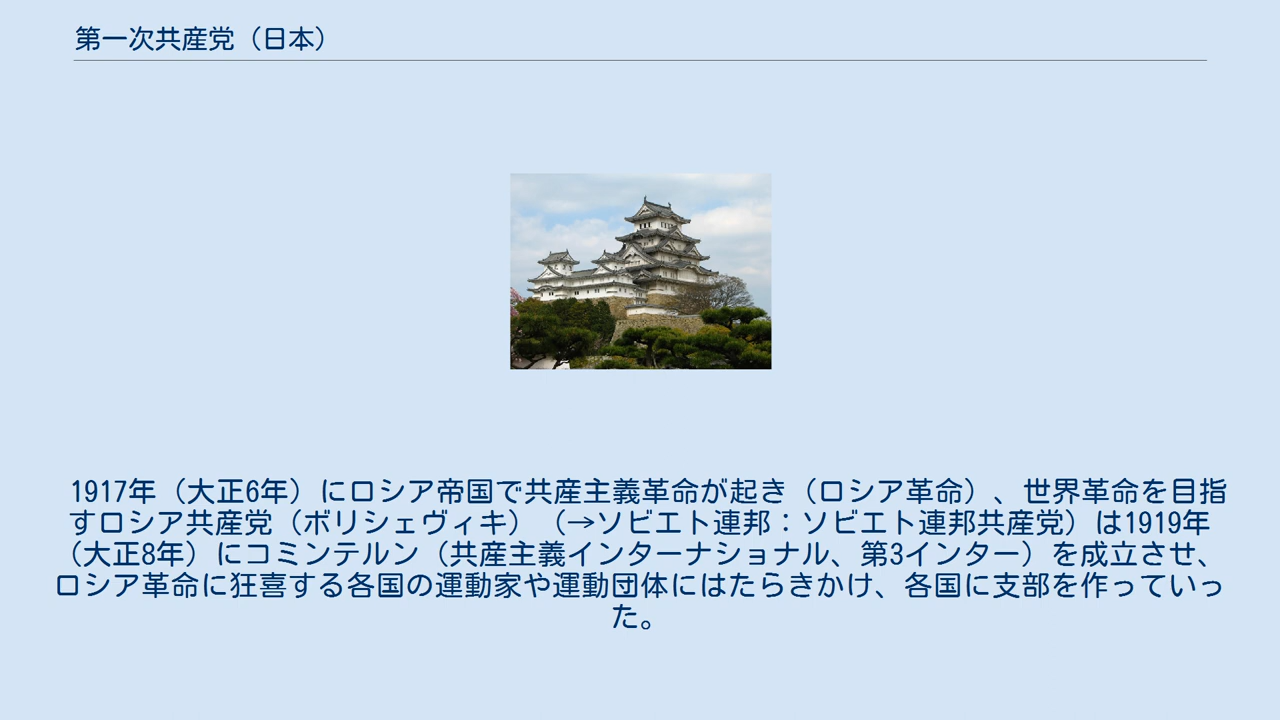 第一次共産党（日本）
1917年（大正6年）にロシア帝国で共産主義革命が起き（ロシア革命）、世界革命を目指
すロシア共産党（ボリシェヴィキ）（→ソビエト連邦：ソビエト連邦共産党）は1919年
（大正8年）にコミンテルン（共産主義インターナショナル、第3インター）を成立させ、
ロシア革命に狂喜する各国の運動家や運動団体にはたらきかけ、各国に支部を作っていっ
た。